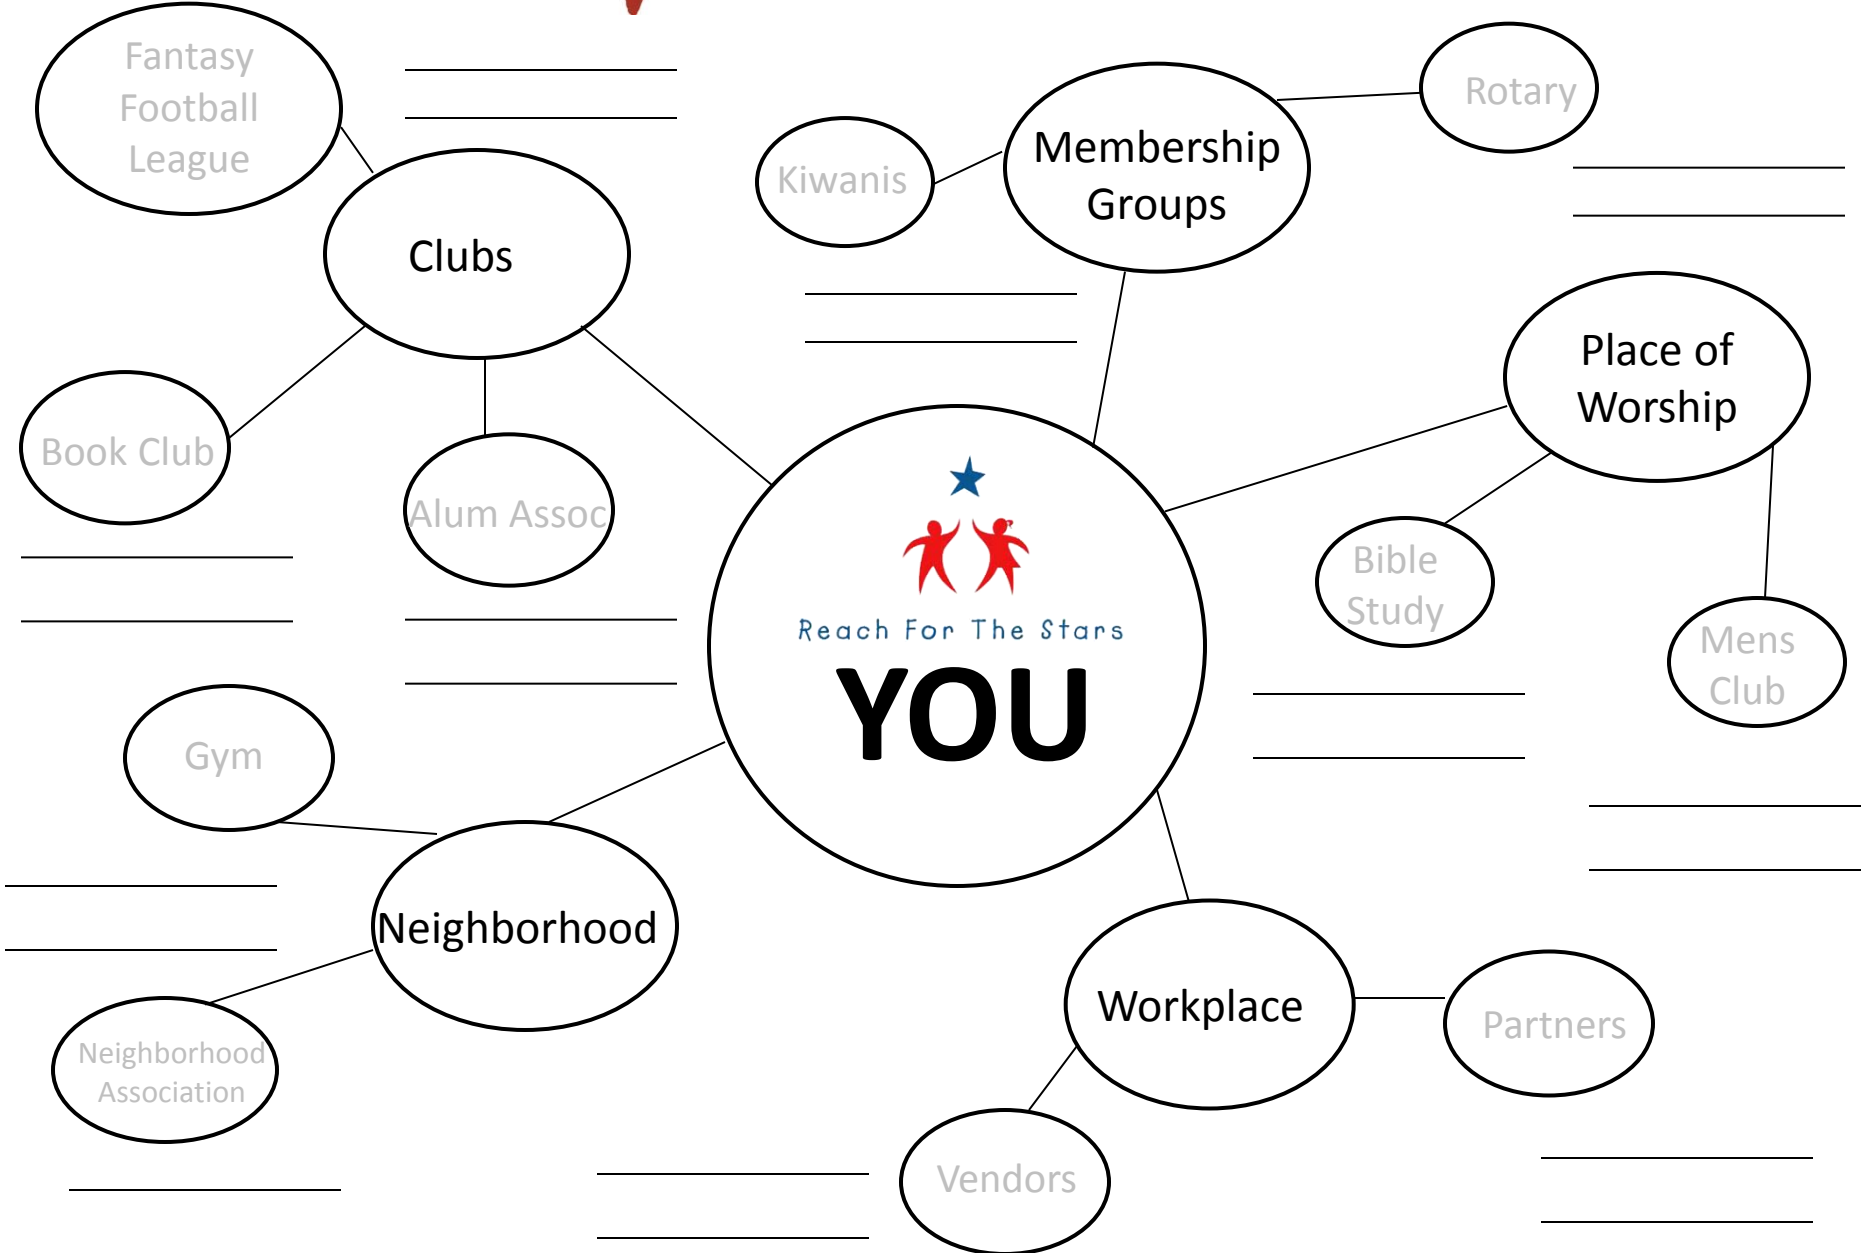 Fantasy
Football
League
Rotary
Membership
Groups
Kiwanis
Clubs
Place of
Worship
Book Club
Alum Assoc
Reach For The Stars
YOU
Bible
Study
Mens
Club
Gym
Neighborhood
Workplace
Partners
Neighborhood
Association
Vendors